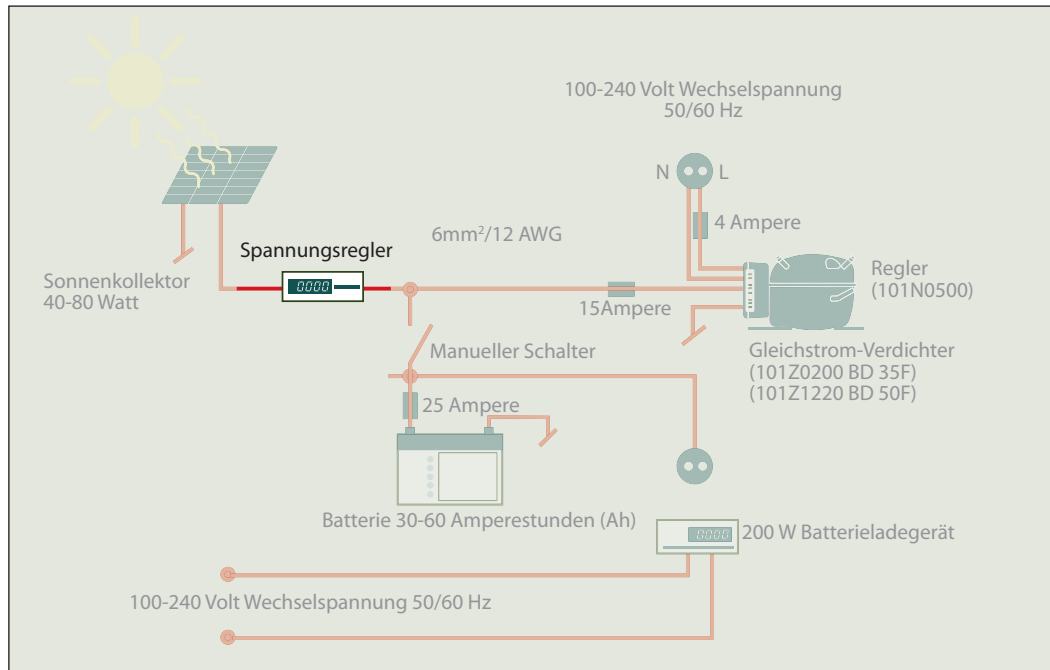 100-240 Volt Wechselspannung
50/60 Hz
N
L
4 Ampere
6mm²/12 AWG
Spannungsregler
0000
Sonnenkollektor
40-80 Watt
Regler
(101N0500)
15Ampere
Manueller Schalter
Gleichstrom-Verdichter
(101Z0200 BD 35F)
(101Z1220 BD 50F)
25 Ampere
Batterie 30-60 Amperestunden (Ah)
0000
200 W Batterieladegerät
100-240 Volt Wechselspannung 50/60 Hz